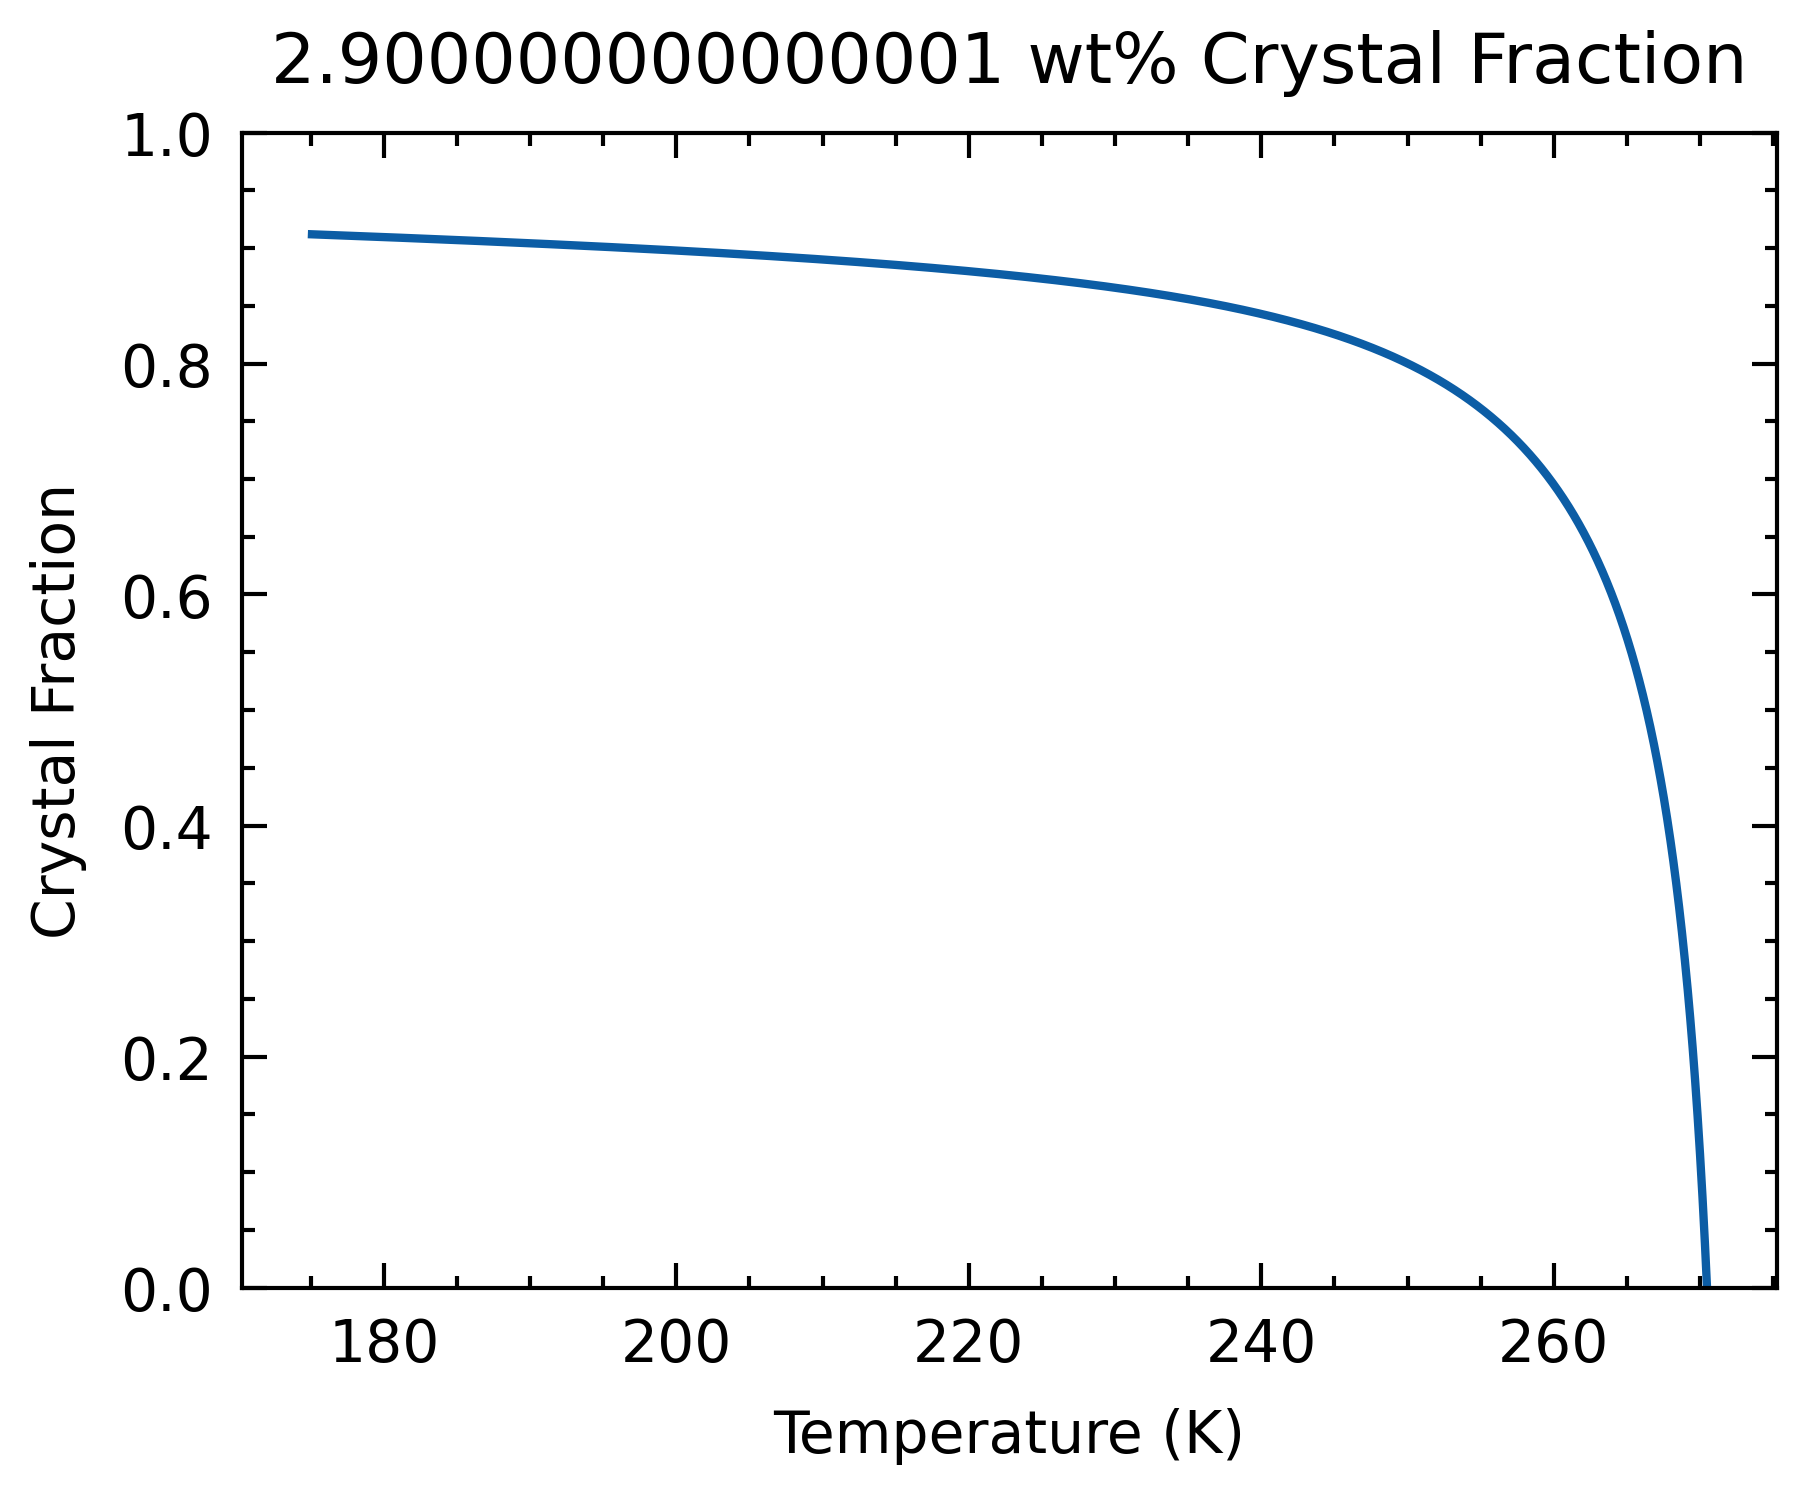 2.9000000000000001 wt% Crystal Fraction
1.0
0.8
0.6
0.4
0.2
0.0
Crystal Fraction
180 200 220 240 260
Temperature (K)